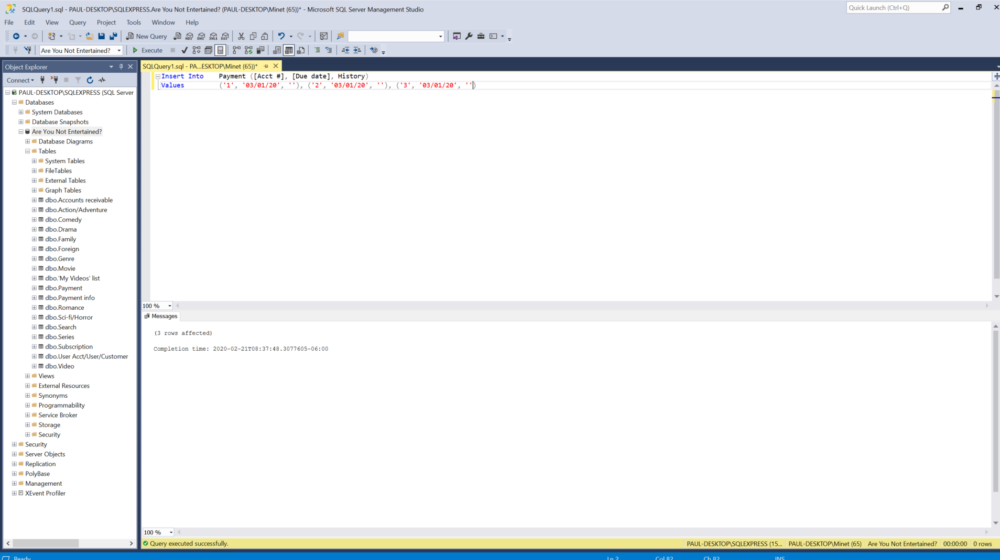 SQLQuery1.sql - PAUL-DESKTOP\SQLEXPRESS.Are You Not Entertained? (PAUL-DESKTOP\Minet (65))* - Microsoft SQL Server Management Studio
Quick Launch (Ctrl+Q)
File Edit View Query Project Tools Window Help
New Query MDX DMX XMLA DAX
Are You Not Entertained? Execute
Object Explorer
SQLQuery1.sql - PA...ESKTOP\Minet (65))*
Connect
Insert Into Payment ([Acct #], [Due date], History)
Values ('1', '03/01/20', ''), ('2', '03/01/20', ''), ('3', '03/01/20', '')
PAUL-DESKTOP\SQLEXPRESS (SQL Server
Databases
System Databases
Database Snapshots
Are You Not Entertained?
Database Diagrams
Tables
System Tables
FileTables
External Tables
Graph Tables
dbo.Accounts receivable
dbo.Action/Adventure
dbo.Comedy
dbo.Drama
dbo.Family
dbo.Foreign
dbo.Genre
dbo.Movie
dbo.'My Videos' list
dbo.Payment
dbo.Payment info
dbo.Romance
dbo.Sci-fi/Horror
dbo.Search
dbo.Series
dbo.Subscription
dbo.User Acct/User/Customer
dbo.Video
Views
External Resources
Synonyms
Programmability
Service Broker
Storage
Security
Security
Server Objects
Replication
PolyBase
Management
XEvent Profiler
100 %
Messages
(3 rows affected)
Completion time: 2020-02-21T08:37:48.3077605-06:00
100 %
Query executed successfully.
PAUL-DESKTOP\SQLEXPRESS (15... PAUL-DESKTOP\Minet (65) Are You Not Entertained? 00:00:00 0 rows
Ready Ln 2 Col 82 Ch 82 INS